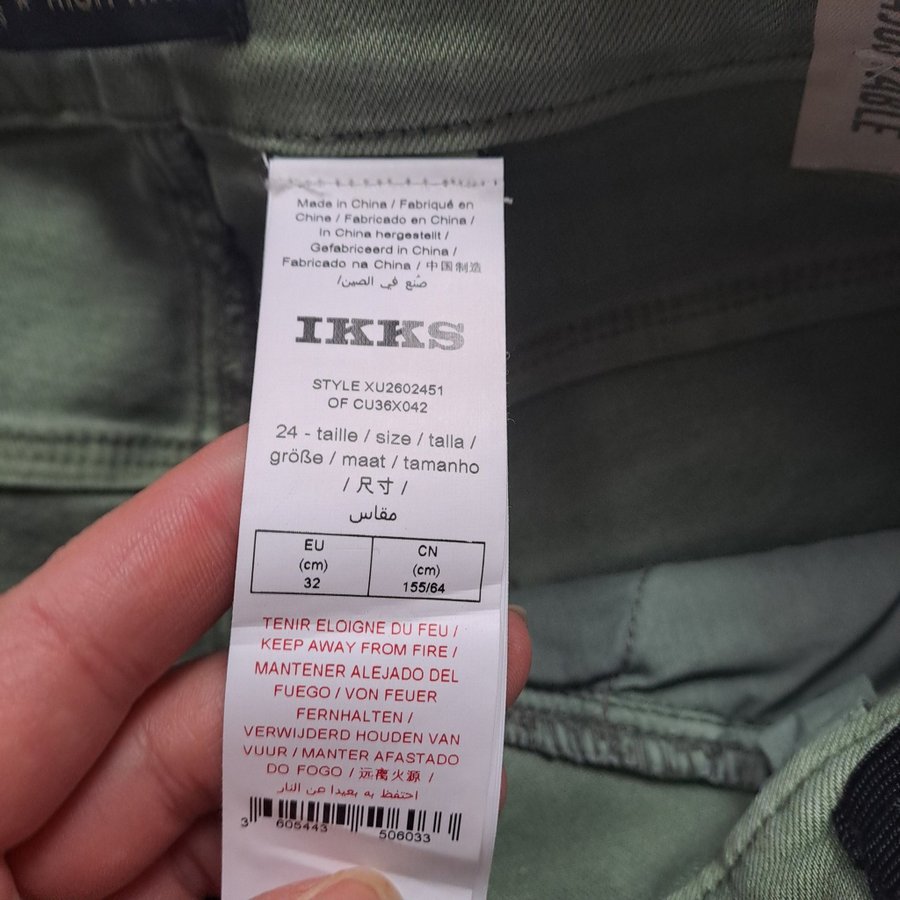 Made in China / Fabriqué en
Chine / Fabricado en China /
In China hergestellt /
Gefabriceerd in China /
Fabricado na China / 中国制造
صُنع في الصين/
IKKS
STYLE XU2602451
OF CU36X042
24 - taille / size / talla /
größe / maat / tamanho
/ 尺寸 /
مقاس
EU
(cm)
32
CN
(cm)
155/64
TENIR ELOIGNE DU FEU /
KEEP AWAY FROM FIRE /
MANTENER ALEJADO DEL
FUEGO / VON FEUER
FERNHALTEN /
VERWIJDERD HOUDEN VAN
VUUR / MANTER AFASTADO
DO FOGO / 远离火源 /
احتفظ به بعيدا عن النار
3 605443 506033